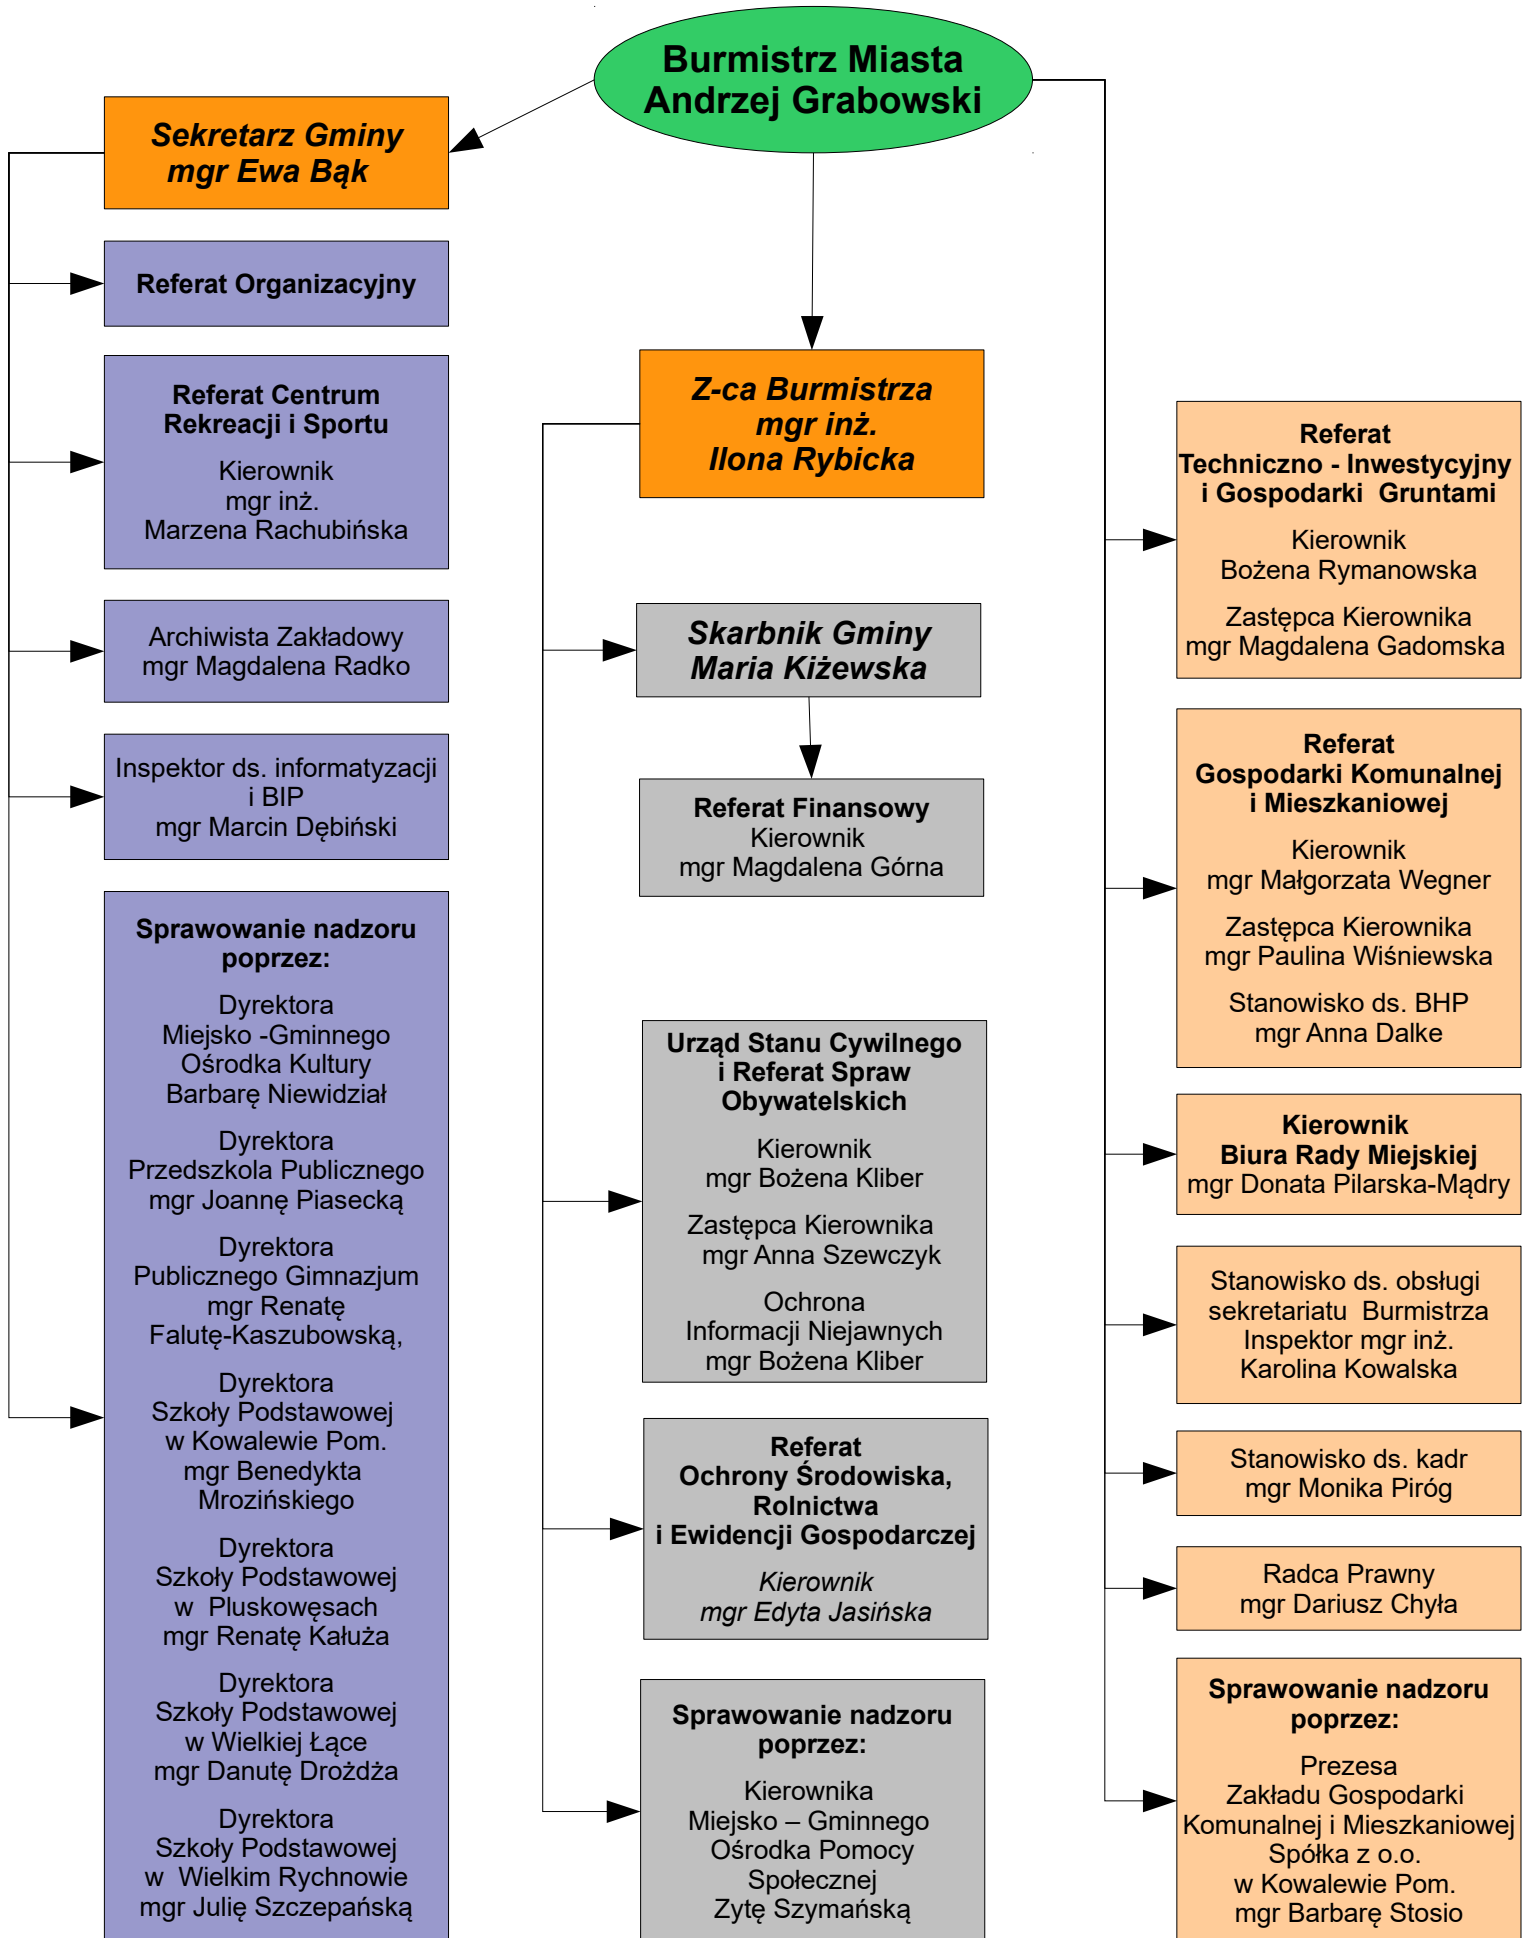 Burmistrz Miasta
Andrzej Grabowski
Sekretarz Gminy
mgr Ewa Bąk
Referat Organizacyjny
Referat Centrum
Rekreacji i Sportu
Kierownik
mgr inż.
Marzena Rachubińska
Archiwista Zakładowy
mgr Magdalena Radko
Inspektor ds. informatyzacji
i BIP
mgr Marcin Dębiński
Sprawowanie nadzoru
poprzez:
Dyrektora
Miejsko -Gminnego
Ośrodka Kultury
Barbarę Niewidział
Dyrektora
Przedszkola Publicznego
mgr Joannę Piasecką
Dyrektora
Publicznego Gimnazjum
mgr Renatę
Falutę-Kaszubowską,
Dyrektora
Szkoły Podstawowej
w Kowalewie Pom.
mgr Benedykta
Mrozińskiego
Dyrektora
Szkoły Podstawowej
w Pluskowęsach
mgr Renatę Kałuża
Dyrektora
Szkoły Podstawowej
w Wielkiej Łące
mgr Danutę Drożdża
Dyrektora
Szkoły Podstawowej
w Wielkim Rychnowie
mgr Julię Szczepańską
Z-ca Burmistrza
mgr inż.
Ilona Rybicka
Skarbnik Gminy
Maria Kiżewska
Referat Finansowy
Kierownik
mgr Magdalena Górna
Urząd Stanu Cywilnego
i Referat Spraw
Obywatelskich
Kierownik
mgr Bożena Kliber
Zastępca Kierownika
mgr Anna Szewczyk
Ochrona
Informacji Niejawnych
mgr Bożena Kliber
Referat
Ochrony Środowiska,
Rolnictwa
i Ewidencji Gospodarczej
Kierownik
mgr Edyta Jasińska
Sprawowanie nadzoru
poprzez:
Kierownika
Miejsko – Gminnego
Ośrodka Pomocy
Społecznej
Zytę Szymańską
Referat
Techniczno - Inwestycyjny
i Gospodarki Gruntami
Kierownik
Bożena Rymanowska
Zastępca Kierownika
mgr Magdalena Gadomska
Referat
Gospodarki Komunalnej
i Mieszkaniowej
Kierownik
mgr Małgorzata Wegner
Zastępca Kierownika
mgr Paulina Wiśniewska
Stanowisko ds. BHP
mgr Anna Dalke
Kierownik
Biura Rady Miejskiej
mgr Donata Pilarska-Mądry
Stanowisko ds. obsługi
sekretariatu Burmistrza
Inspektor mgr inż.
Karolina Kowalska
Stanowisko ds. kadr
mgr Monika Piróg
Radca Prawny
mgr Dariusz Chyła
Sprawowanie nadzoru
poprzez:
Prezesa
Zakładu Gospodarki
Komunalnej i Mieszkaniowej
Spółka z o.o.
w Kowalewie Pom.
mgr Barbarę Stosio